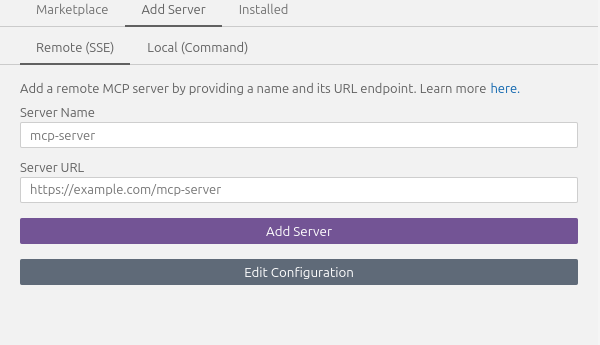 Marketplace Add Server Installed
Remote (SSE) Local (Command)
Add a remote MCP server by providing a name and its URL endpoint. Learn more here.
Server Name
mcp-server
Server URL
https://example.com/mcp-server
Add Server
Edit Configuration